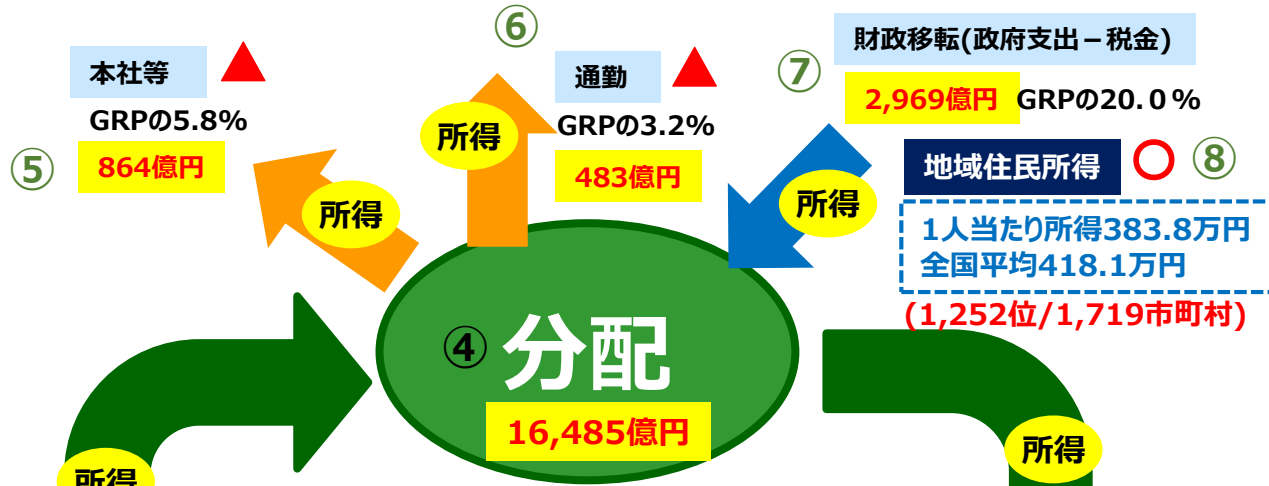 ⑤
本社等
GRPの5.8%
864億円
所得
⑥
所得
通勤
GRPの3.2%
483億円
⑦
財政移転(政府支出－税金)
2,969億円 GRPの20.0%
所得
地域住民所得 ⑧
1人当たり所得383.8万円
全国平均418.1万円
(1,252位/1,719市町村)
④ 分配
16,485億円
所得
所得